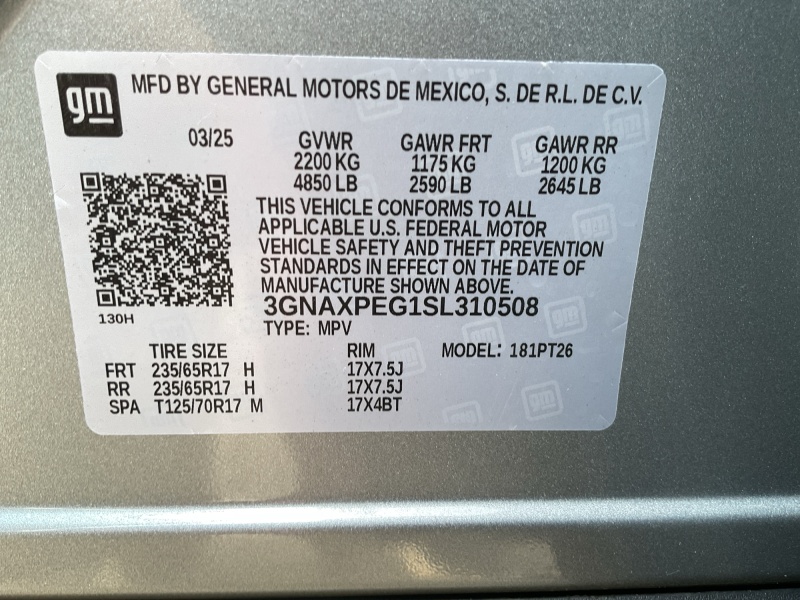 gm
MFD BY GENERAL MOTORS DE MEXICO, S. DE R.L. DE C.V.
03/25 GVWR GAWR FRT GAWR RR
2200 KG 1175 KG 1200 KG
4850 LB 2590 LB 2645 LB
THIS VEHICLE CONFORMS TO ALL
APPLICABLE U.S. FEDERAL MOTOR
VEHICLE SAFETY AND THEFT PREVENTION
STANDARDS IN EFFECT ON THE DATE OF
MANUFACTURE SHOWN ABOVE.
3GNAXPEG1SL310508
130H
TYPE: MPV
TIRE SIZE RIM MODEL: 181PT26
FRT 235/65R17 H 17X7.5J
RR 235/65R17 H 17X7.5J
SPA T125/70R17 M 17X4BT